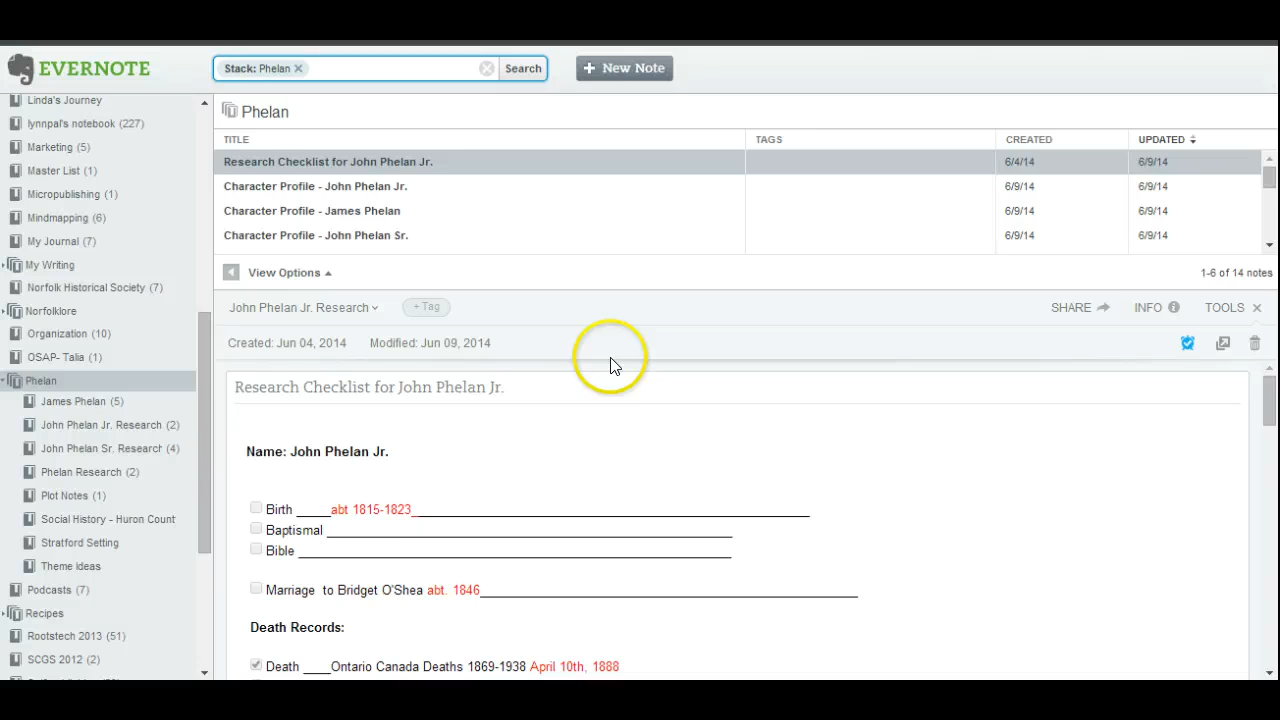 EVERNOTE
Stack: Phelan
Search
+ New Note
Linda's Journey
lynnpal's notebook (227)
Marketing (5)
Master List (1)
Micropublishing (1)
Mindmapping (6)
My Journal (7)
My Writing
Norfolk Historical Society (7)
Norfolklore
Organization (10)
OSAP- Talia (1)
Phelan
James Phelan (5)
John Phelan Jr. Research (2)
John Phelan Sr. Research (4)
Phelan Research (2)
Plot Notes (1)
Social History - Huron Count
Stratford Setting
Theme Ideas
Podcasts (7)
Recipes
Rootstech 2013 (51)
SCGS 2012 (2)
Phelan
TITLE TAGS CREATED UPDATED
Research Checklist for John Phelan Jr. 6/4/14 6/9/14
Character Profile - John Phelan Jr. 6/9/14 6/9/14
Character Profile - James Phelan 6/9/14 6/9/14
Character Profile - John Phelan Sr. 6/9/14 6/9/14
View Options 1-6 of 14 notes
John Phelan Jr. Research + Tag SHARE INFO TOOLS
Created: Jun 04, 2014 Modified: Jun 09, 2014
Research Checklist for John Phelan Jr.
Name: John Phelan Jr.
Birth _____abt 1815-1823_
Baptismal
Bible
Marriage to Bridget O'Shea abt. 1846
Death Records:
Death ____Ontario Canada Deaths 1869-1938 April 10th, 1888